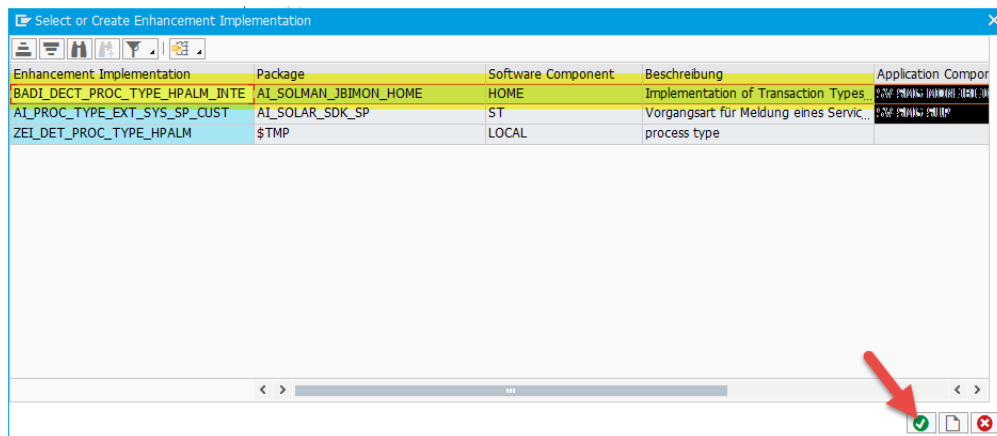 Select or Create Enhancement Implementation
Enhancement Implementation Package Software Component Beschreibung Application Compor
BADI_DECT_PROC_TYPE_HPALM_INTE AI_SOLMAN_JBIMON_HOME HOME Implementation of Transaction Types...
AI_PROC_TYPE_EXT_SYS_SP_CUST AI_SOLAR_SDK_SP ST Vorgangsart für Meldung eines Servic...
ZEI_DET_PROC_TYPE_HPALM $TMP LOCAL process type